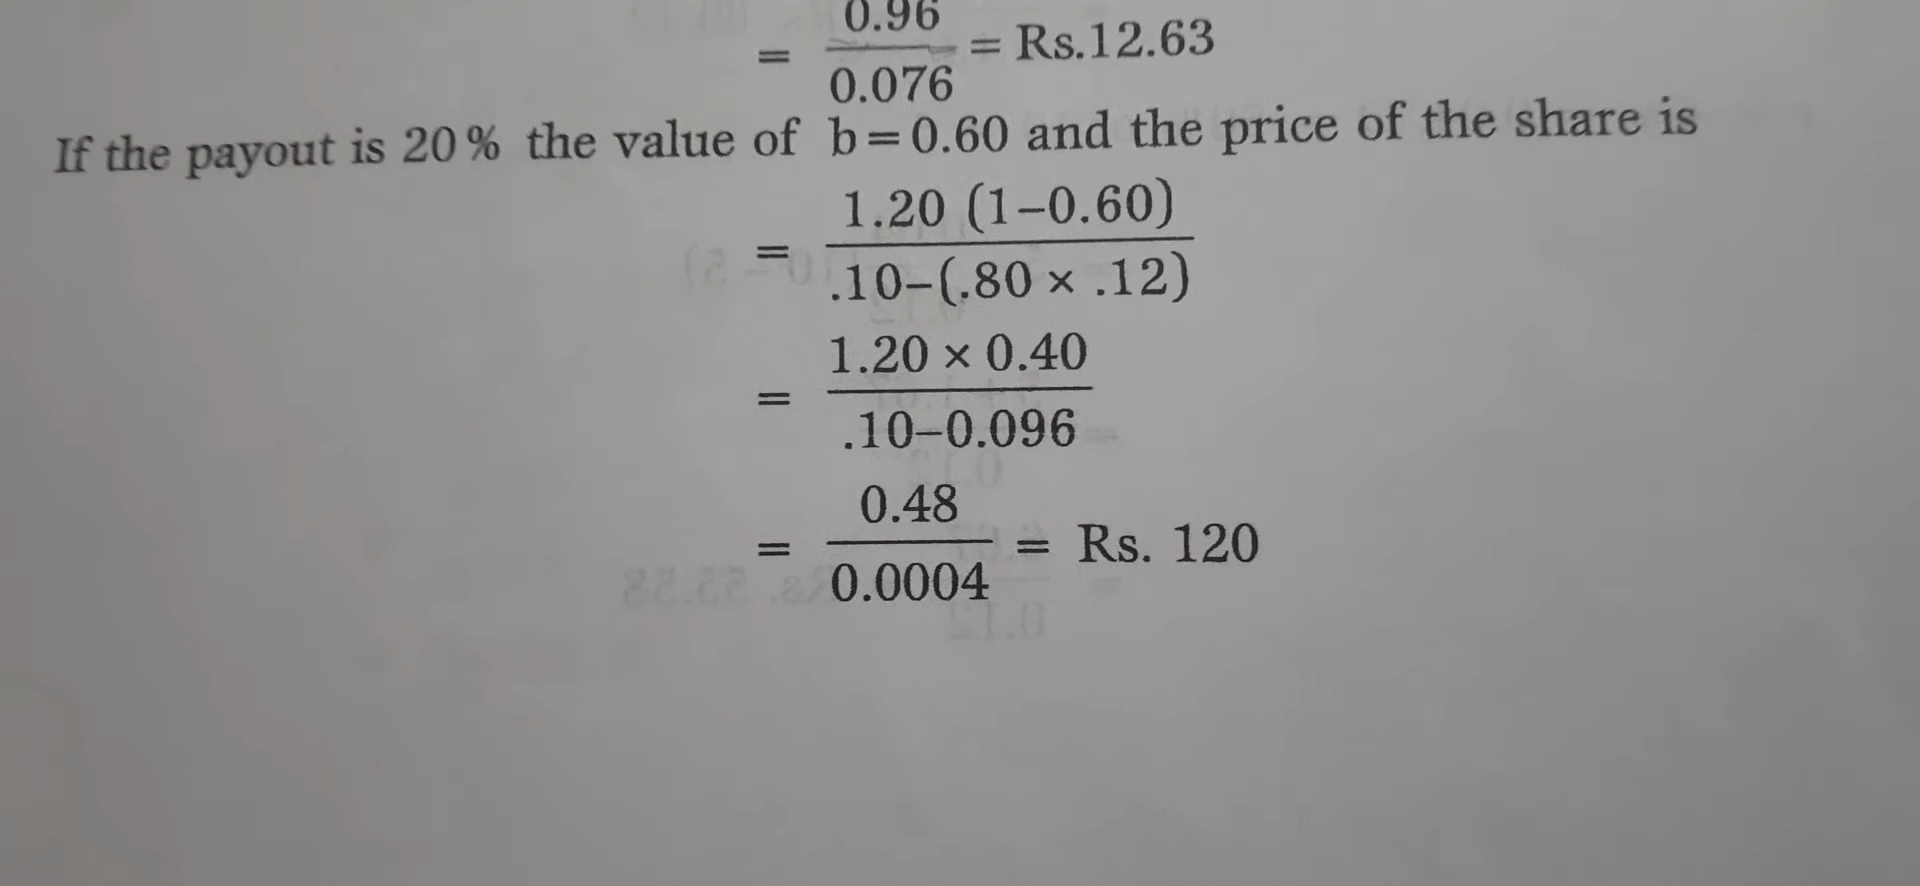 0.96
= ――― = Rs.12.63
0.076
If the payout is 20% the value of b=0.60 and the price of the share is
1.20 (1–0.60)
=
.10–(.80 × .12)
1.20 × 0.40
=
.10–0.096
0.48
= ――― = Rs. 120
0.0004